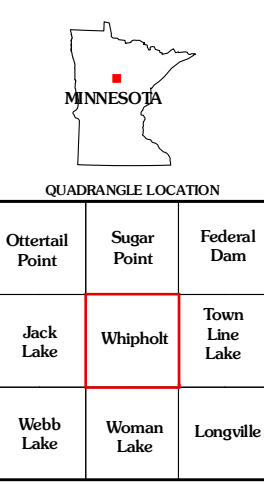 MINNESOTA
QUADRANGLE LOCATION
Ottertail
Point
Sugar
Point
Federal
Dam
Jack
Lake
Whipholt
Town
Line
Lake
Webb
Lake
Woman
Lake
Longville